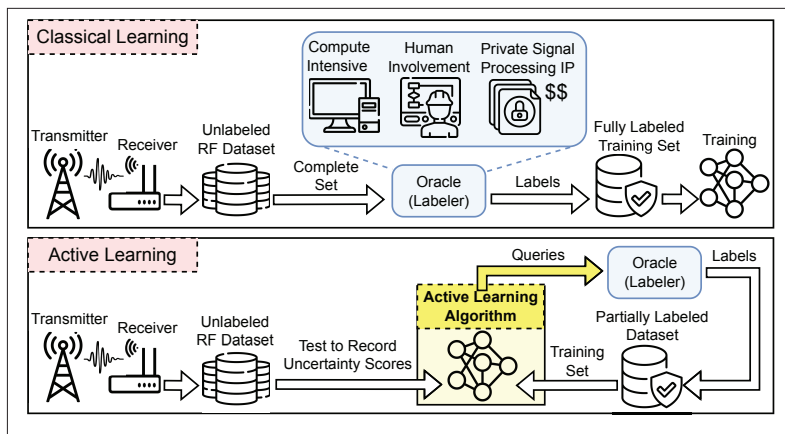 Classical Learning
Compute
Intensive
Human
Involvement
Private Signal
Processing IP
$$
Transmitter
Receiver
Unlabeled
RF Dataset
Complete
Set
Oracle
(Labeler)
Labels
Fully Labeled
Training Set
Training
Active Learning
Queries
Oracle
(Labeler)
Labels
Active Learning
Algorithm
Transmitter
Receiver
Unlabeled
RF Dataset
Test to Record
Uncertainty Scores
Training
Set
Partially Labeled
Dataset